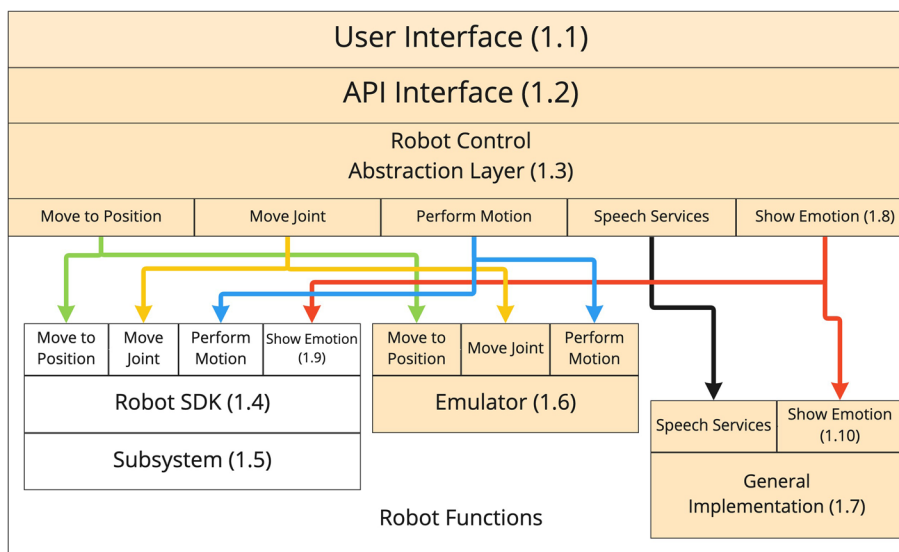 User Interface (1.1)
API Interface (1.2)
Robot Control
Abstraction Layer (1.3)
Move to Position
Move Joint
Perform Motion
Speech Services
Show Emotion (1.8)
Move to
Position
Move
Joint
Perform
Motion
Show Emotion
(1.9)
Robot SDK (1.4)
Subsystem (1.5)
Move to
Position
Move Joint
Perform
Motion
Emulator (1.6)
Speech Services
Show Emotion
(1.10)
General
Implementation (1.7)
Robot Functions